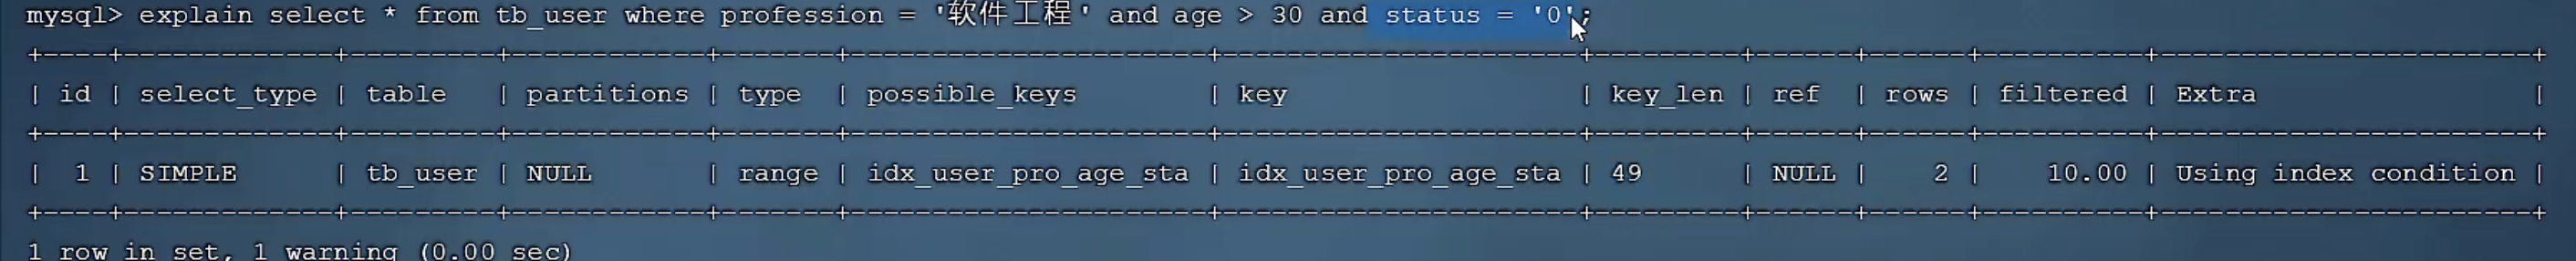 mysql> explain select * from tb_user where profession = '软件工程' and age > 30 and status = '0';
+----+-------------+---------+------------+-------+----------------------+----------------------+---------+------+------+----------+-----------------------+
| id | select_type | table   | partitions | type  | possible_keys        | key                  | key_len | ref  | rows | filtered | Extra                 |
+----+-------------+---------+------------+-------+----------------------+----------------------+---------+------+------+----------+-----------------------+
|  1 | SIMPLE      | tb_user | NULL       | range | idx_user_pro_age_sta | idx_user_pro_age_sta | 49      | NULL |    2 |    10.00 | Using index condition |
+----+-------------+---------+------------+-------+----------------------+----------------------+---------+------+------+----------+-----------------------+
1 row in set, 1 warning (0.00 sec)